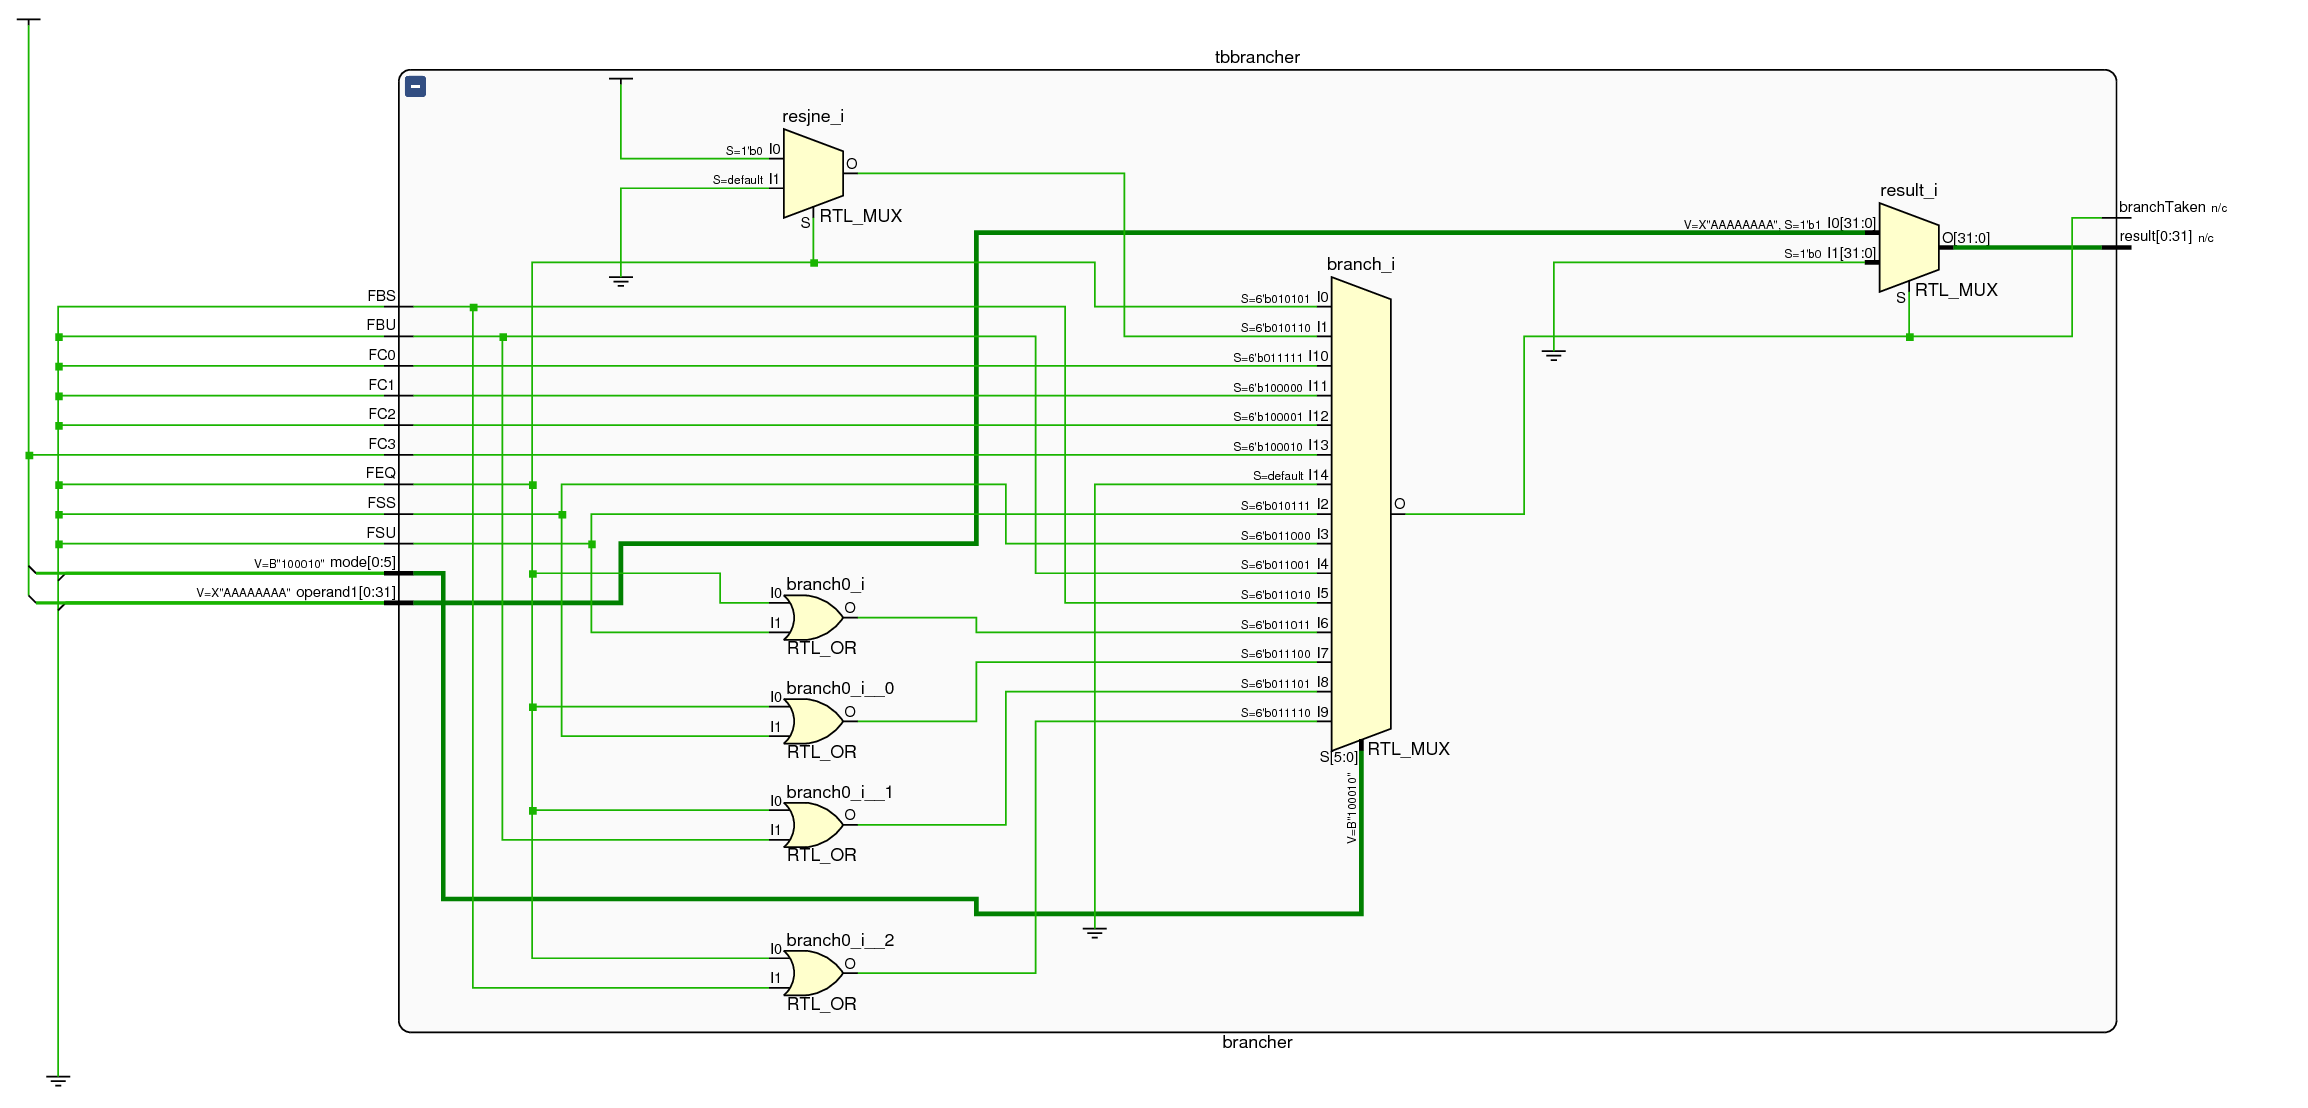 tbbrancher
resjne_i
S=1'b0 I0
O
S=default I1
S RTL_MUX
result_i
V=X"AAAAAAAA", S=1'b1 I0[31:0]
O[31:0]
S=1'b0 I1[31:0]
S RTL_MUX
branchTaken n/c
result[0:31] n/c
branch_i
FBS
FBU
FC0
FC1
FC2
FC3
FEQ
FSS
FSU
V=B"100010" mode[0:5]
V=X"AAAAAAAA" operand1[0:31]
S=6'b010101 I0
S=6'b010110 I1
S=6'b011111 I10
S=6'b100000 I11
S=6'b100001 I12
S=6'b100010 I13
S=default I14
S=6'b010111 I2
O
S=6'b011000 I3
S=6'b011001 I4
S=6'b011010 I5
S=6'b011011 I6
S=6'b011100 I7
S=6'b011101 I8
S=6'b011110 I9
S[5:0] RTL_MUX
V=B"100010"
branch0_i
I0
O
I1
RTL_OR
branch0_i__0
I0
O
I1
RTL_OR
branch0_i__1
I0
O
I1
RTL_OR
branch0_i__2
I0
O
I1
RTL_OR
brancher